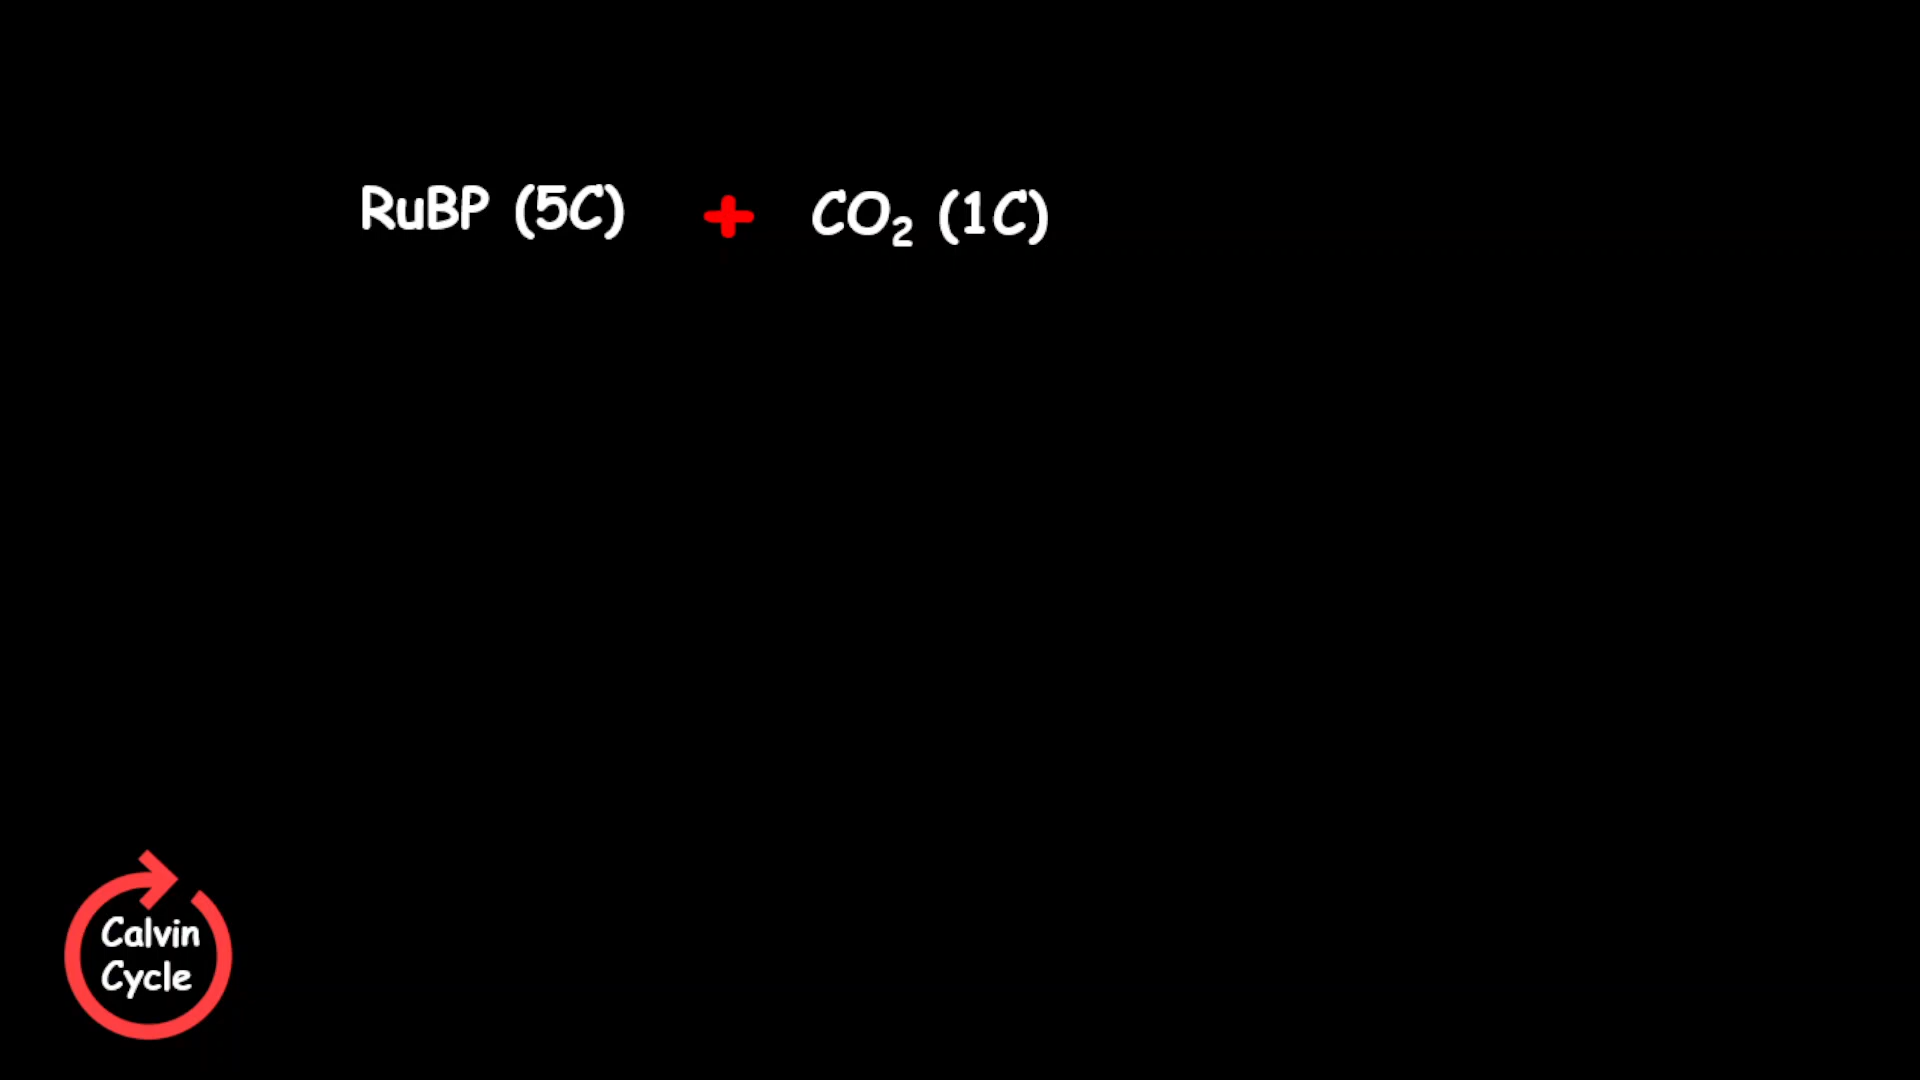 RuBP (5C) + CO₂ (1C)
Calvin
Cycle